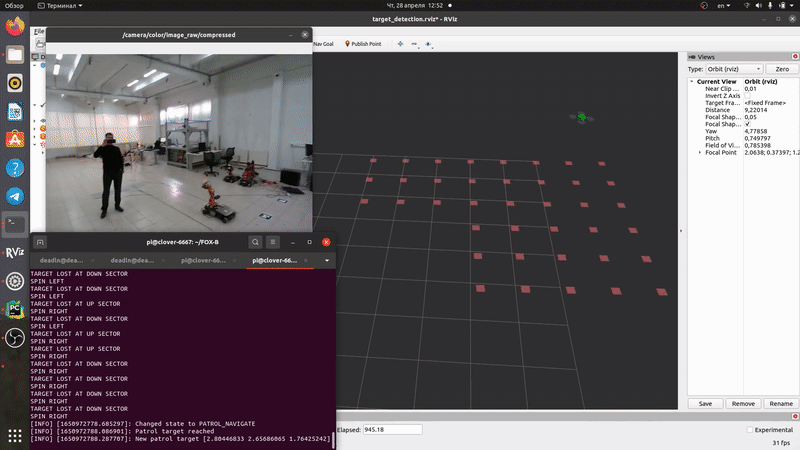 Обзор
Терминал
Чт, 28 апреля 12:52
en
target_detection.rviz* - RViz
/camera/color/image_raw/compressed
Nav Goal
Publish Point
Views
Type: Orbit (rviz)
Zero
Current View Orbit (rviz)
Near Clip ... 0,01
Invert Z Axis
Target Fra... <Fixed Frame>
Distance 9,22014
Focal Shap... 0,05
Focal Shap... ✓
Yaw 4,77858
Pitch 0,749797
Field of Vi... 0,785398
Focal Point 2.0638; 0.37397; 1.2
pi@clover-6667: ~/FOX-B
deadln@dea...
deadln@dea...
pi@clover-66...
pi@clover-66...
TARGET LOST AT DOWN SECTOR
SPIN LEFT
TARGET LOST AT DOWN SECTOR
SPIN LEFT
TARGET LOST AT UP SECTOR
SPIN RIGHT
TARGET LOST AT DOWN SECTOR
SPIN LEFT
TARGET LOST AT UP SECTOR
SPIN RIGHT
TARGET LOST AT UP SECTOR
SPIN RIGHT
TARGET LOST AT DOWN SECTOR
SPIN RIGHT
TARGET LOST AT DOWN SECTOR
SPIN RIGHT
TARGET LOST AT DOWN SECTOR
SPIN RIGHT
TARGET LOST AT DOWN SECTOR
SPIN RIGHT
[INFO] [1650972778.685297]: Changed state to PATROL_NAVIGATE
[INFO] [1650972788.086901]: Patrol target reached
[INFO] [1650972788.287707]: New patrol target [2.80446833 2.65686065 1.76425242]
Save
Remove
Rename
Elapsed: 945.18
Experimental
31 fps